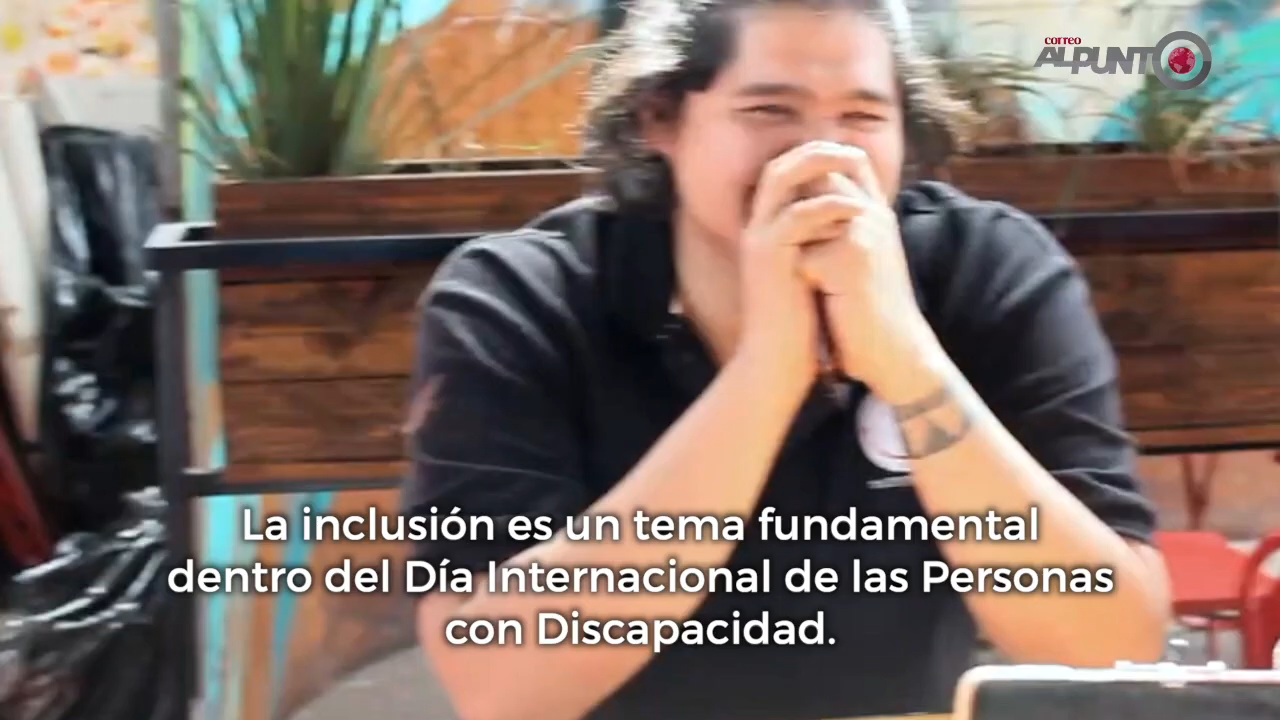 correo
ALPUNTO
La inclusión es un tema fundamental
dentro del Día Internacional de las Personas
con Discapacidad.